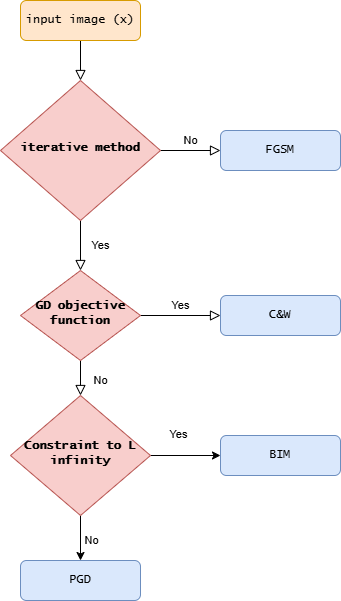 input image (x)
iterative method
No
FGSM
Yes
GD objective
function
Yes
C&W
No
Constraint to L
infinity
Yes
BIM
No
PGD